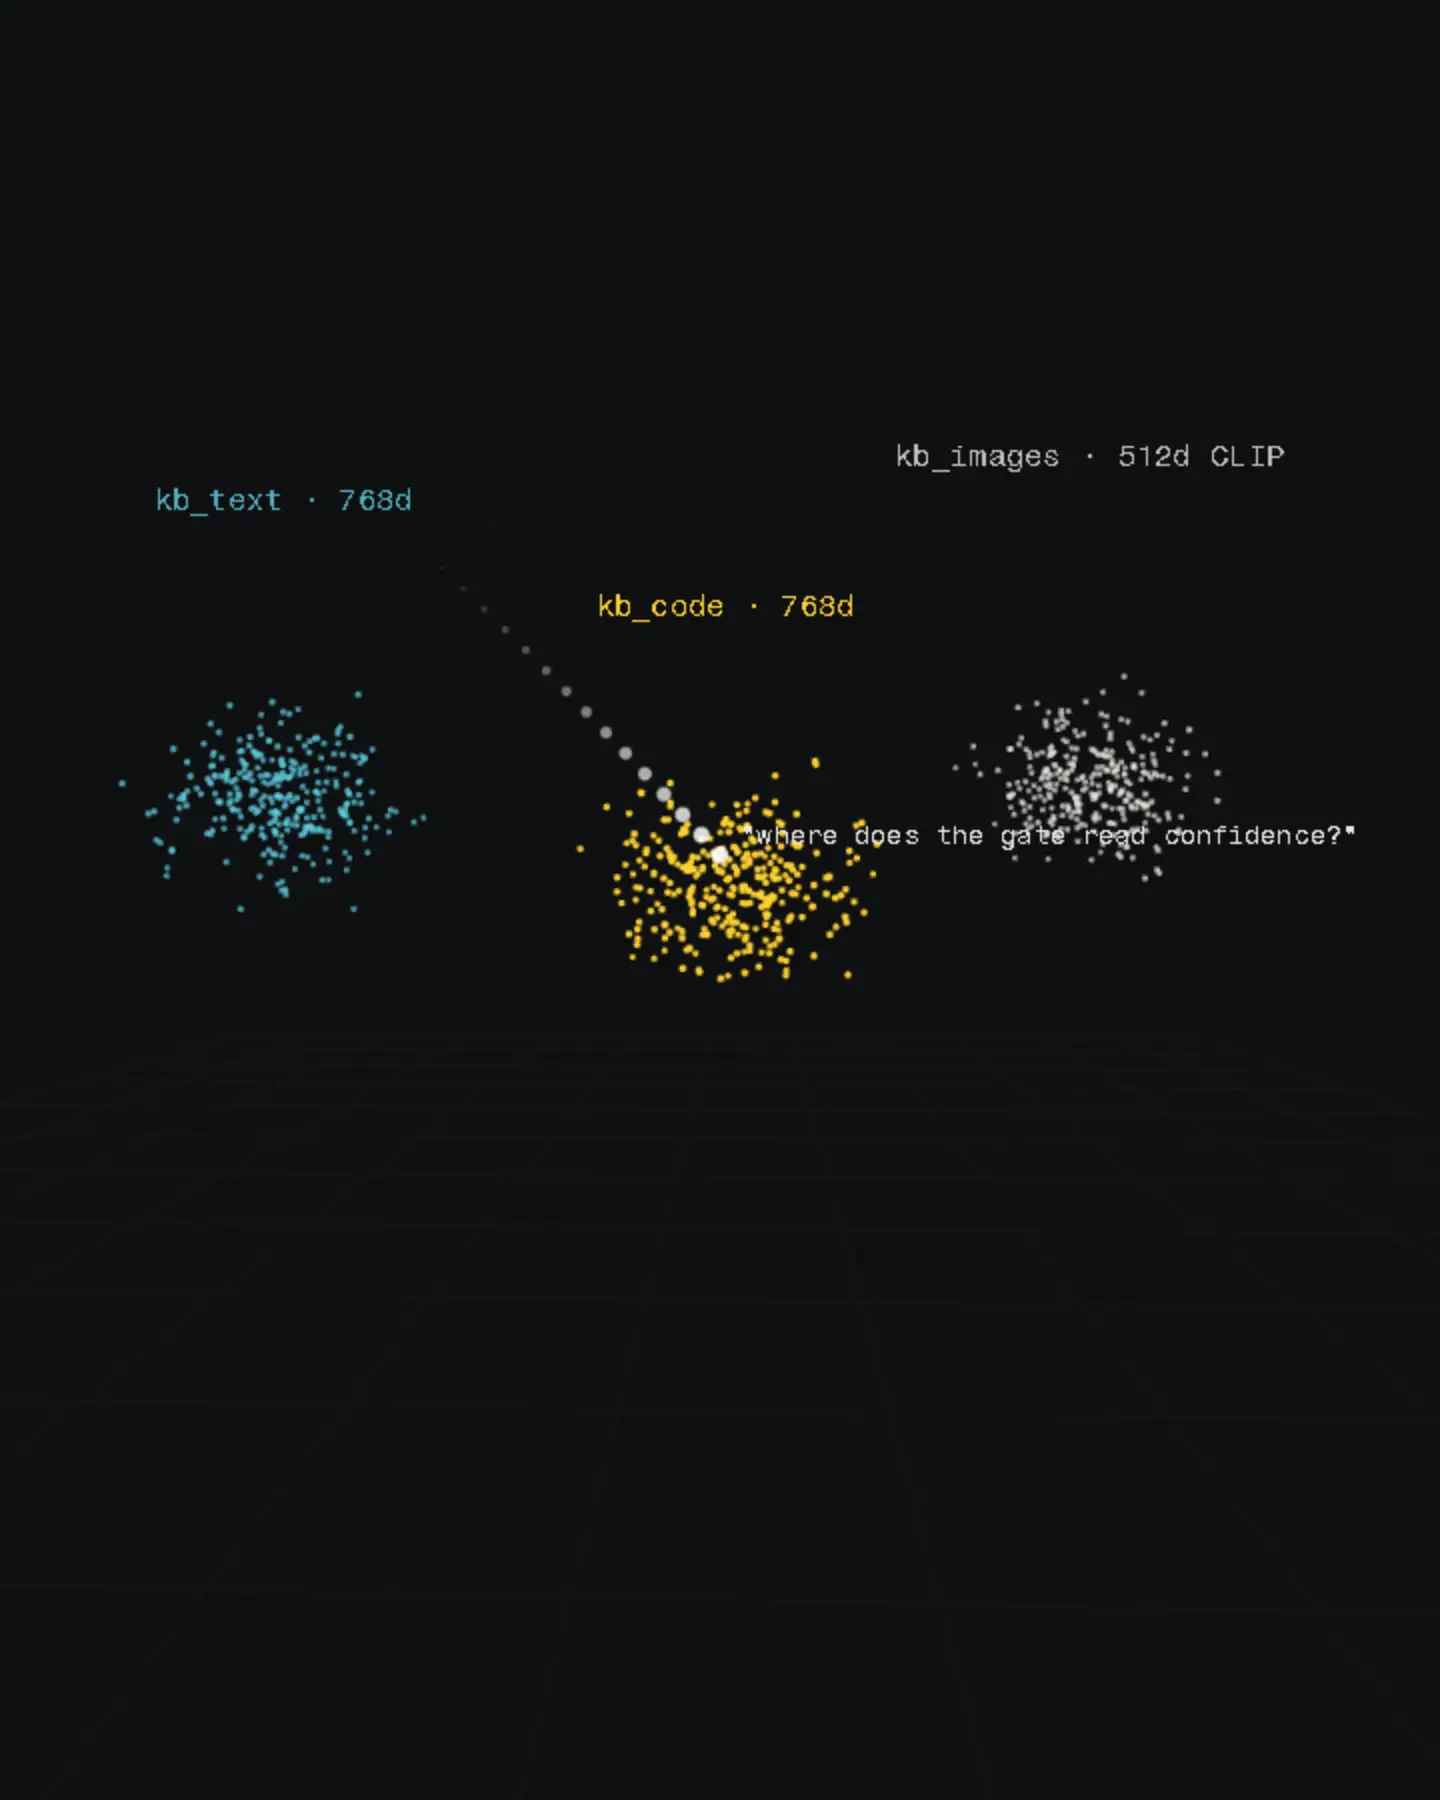 kb_images · 512d CLIP
kb_text · 768d
kb_code · 768d
"where does the gate read confidence?"